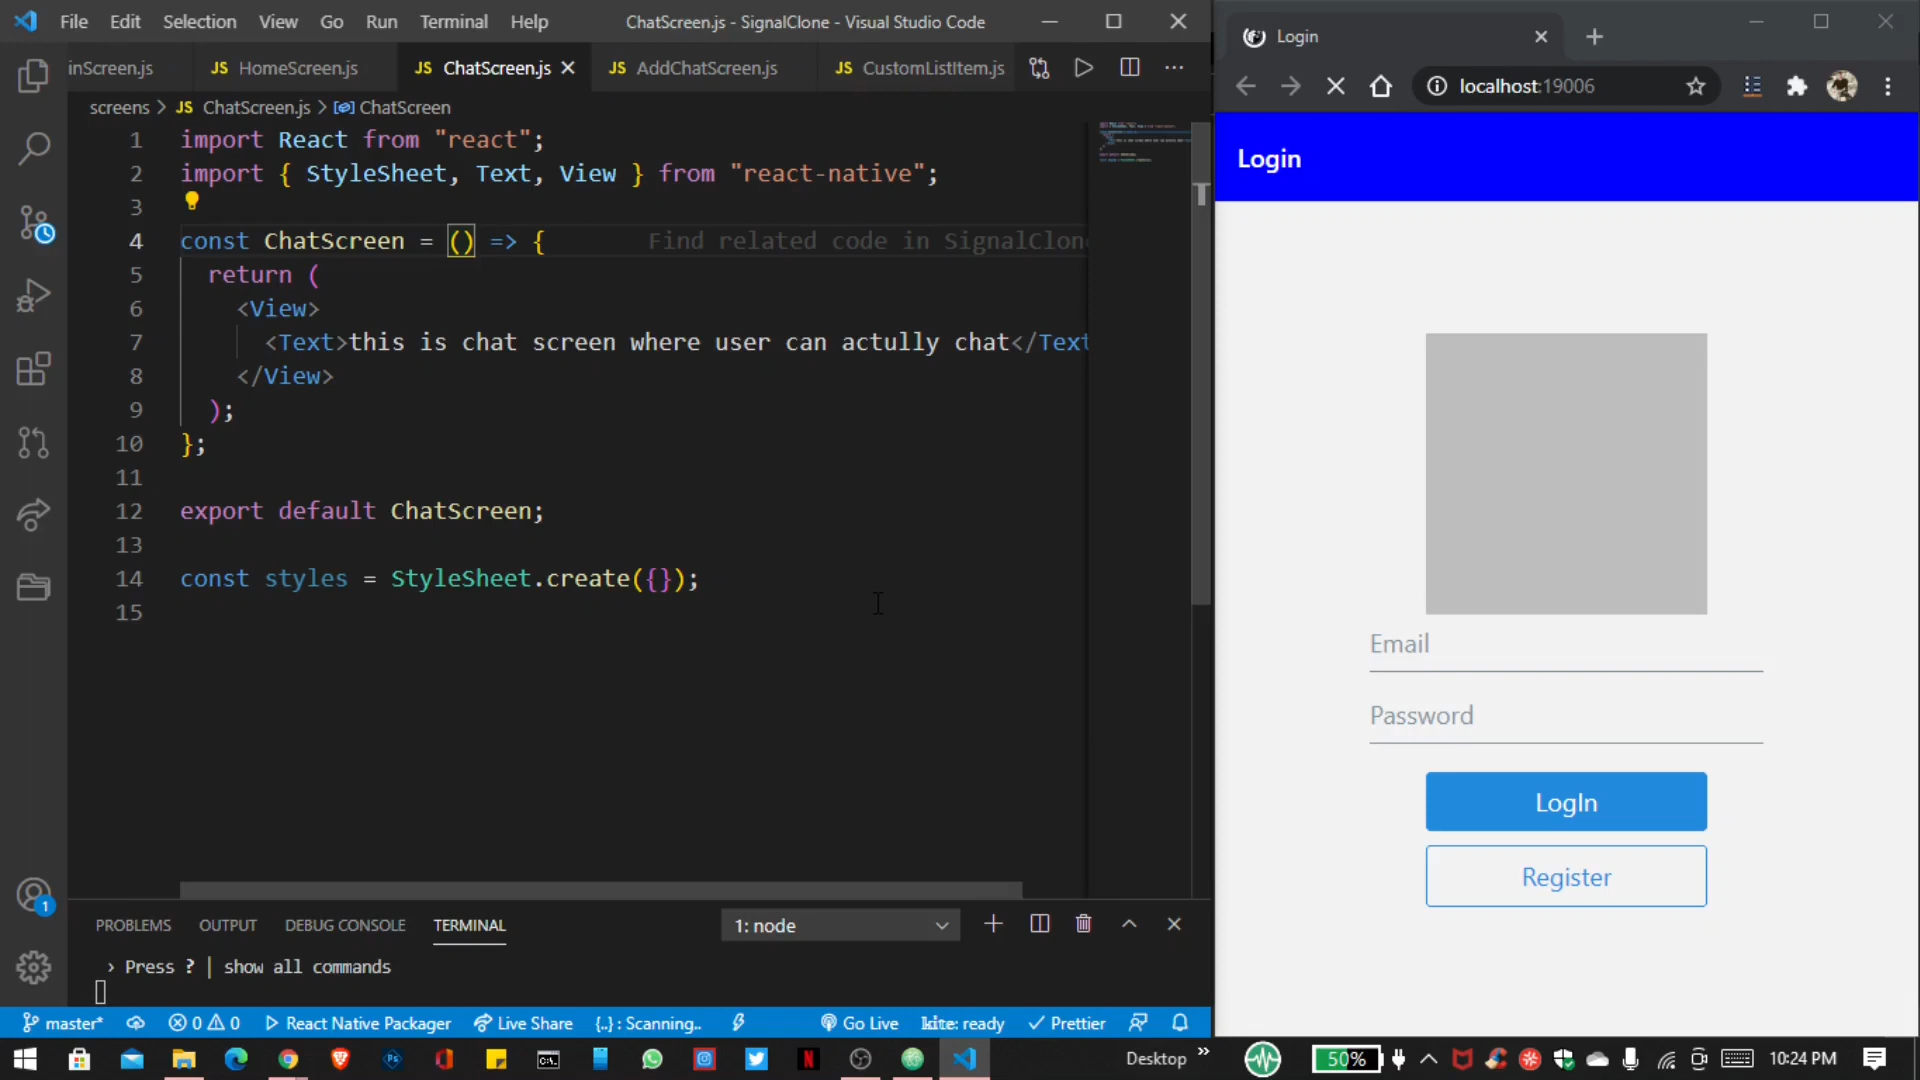 File Edit Selection View Go Run Terminal Help
ChatScreen.js - SignalClone - Visual Studio Code
inScreen.js JS HomeScreen.js JS ChatScreen.js JS AddChatScreen.js JS CustomListItem.js
screens > JS ChatScreen.js > ChatScreen
1 import React from "react";
2 import { StyleSheet, Text, View } from "react-native";
3
4 const ChatScreen = () => { Find related code in SignalClon
5 return (
6 <View>
7 <Text>this is chat screen where user can actully chat</Text
8 </View>
9 );
10 };
11
12 export default ChatScreen;
13
14 const styles = StyleSheet.create({});
15
PROBLEMS OUTPUT DEBUG CONSOLE TERMINAL 1: node
› Press ? | show all commands
1
master* 0 0 React Native Packager Live Share {..} : Scanning.. Go Live kite: ready Prettier
Login
localhost:19006
Login
Email
Password
LogIn
Register
Desktop » 50% 10:24 PM